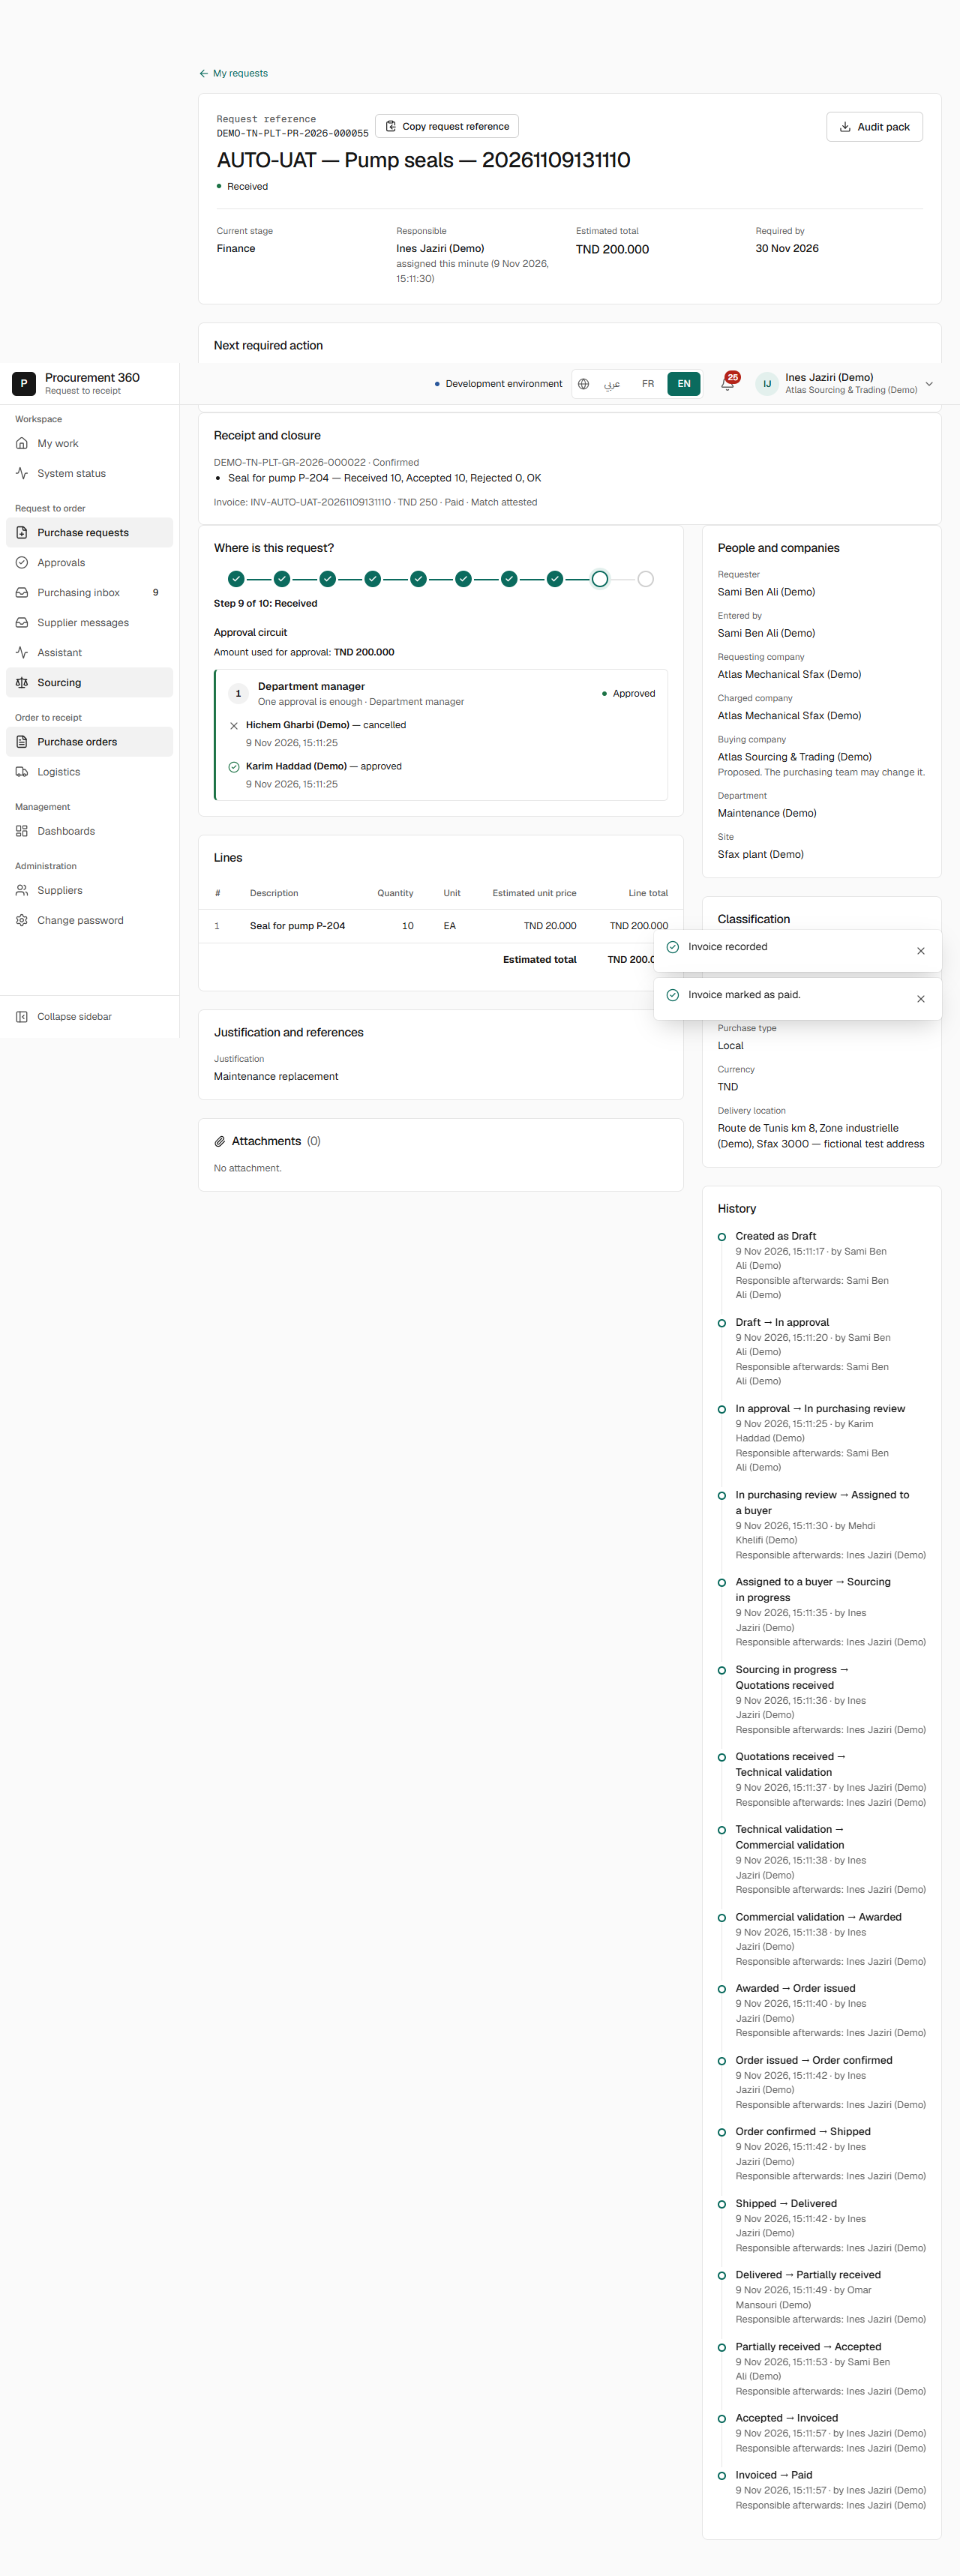 My requests
Request reference
DEMO-TN-PLT-PR-2026-000055
Copy request reference
Audit pack
AUTO-UAT — Pump seals — 20261109131110
Received
Current stage
Finance
Responsible
Ines Jaziri (Demo)
assigned this minute (9 Nov 2026,
15:11:30)
Estimated total
TND 200.000
Required by
30 Nov 2026
Next required action
P
Procurement 360
Request to receipt
Development environment
عربي
FR
EN
25
IJ
Ines Jaziri (Demo)
Atlas Sourcing & Trading (Demo)
Workspace
My work
System status
Request to order
Purchase requests
Approvals
Purchasing inbox
9
Supplier messages
Assistant
Sourcing
Order to receipt
Purchase orders
Logistics
Management
Dashboards
Administration
Suppliers
Change password
Collapse sidebar
Receipt and closure
DEMO-TN-PLT-GR-2026-000022 · Confirmed
Seal for pump P-204 — Received 10, Accepted 10, Rejected 0, OK
Invoice: INV-AUTO-UAT-20261109131110 · TND 250 · Paid · Match attested
Where is this request?
Step 9 of 10: Received
Approval circuit
Amount used for approval: TND 200.000
1
Department manager
One approval is enough · Department manager
Approved
Hichem Gharbi (Demo) — cancelled
9 Nov 2026, 15:11:25
Karim Haddad (Demo) — approved
9 Nov 2026, 15:11:25
Lines
# Description Quantity Unit Estimated unit price Line total
1 Seal for pump P-204 10 EA TND 20.000 TND 200.000
Estimated total TND 200.0
Justification and references
Justification
Maintenance replacement
Attachments (0)
No attachment.
People and companies
Requester
Sami Ben Ali (Demo)
Entered by
Sami Ben Ali (Demo)
Requesting company
Atlas Mechanical Sfax (Demo)
Charged company
Atlas Mechanical Sfax (Demo)
Buying company
Atlas Sourcing & Trading (Demo)
Proposed. The purchasing team may change it.
Department
Maintenance (Demo)
Site
Sfax plant (Demo)
Classification
Invoice recorded
Invoice marked as paid.
Purchase type
Local
Currency
TND
Delivery location
Route de Tunis km 8, Zone industrielle
(Demo), Sfax 3000 — fictional test address
History
Created as Draft
9 Nov 2026, 15:11:17 · by Sami Ben
Ali (Demo)
Responsible afterwards: Sami Ben
Ali (Demo)
Draft → In approval
9 Nov 2026, 15:11:20 · by Sami Ben
Ali (Demo)
Responsible afterwards: Sami Ben
Ali (Demo)
In approval → In purchasing review
9 Nov 2026, 15:11:25 · by Karim
Haddad (Demo)
Responsible afterwards: Sami Ben
Ali (Demo)
In purchasing review → Assigned to
a buyer
9 Nov 2026, 15:11:30 · by Mehdi
Khelifi (Demo)
Responsible afterwards: Ines Jaziri (Demo)
Assigned to a buyer → Sourcing
in progress
9 Nov 2026, 15:11:35 · by Ines
Jaziri (Demo)
Responsible afterwards: Ines Jaziri (Demo)
Sourcing in progress →
Quotations received
9 Nov 2026, 15:11:36 · by Ines
Jaziri (Demo)
Responsible afterwards: Ines Jaziri (Demo)
Quotations received →
Technical validation
9 Nov 2026, 15:11:37 · by Ines Jaziri (Demo)
Responsible afterwards: Ines Jaziri (Demo)
Technical validation →
Commercial validation
9 Nov 2026, 15:11:38 · by Ines
Jaziri (Demo)
Responsible afterwards: Ines Jaziri (Demo)
Commercial validation → Awarded
9 Nov 2026, 15:11:38 · by Ines
Jaziri (Demo)
Responsible afterwards: Ines Jaziri (Demo)
Awarded → Order issued
9 Nov 2026, 15:11:40 · by Ines
Jaziri (Demo)
Responsible afterwards: Ines Jaziri (Demo)
Order issued → Order confirmed
9 Nov 2026, 15:11:42 · by Ines
Jaziri (Demo)
Responsible afterwards: Ines Jaziri (Demo)
Order confirmed → Shipped
9 Nov 2026, 15:11:42 · by Ines
Jaziri (Demo)
Responsible afterwards: Ines Jaziri (Demo)
Shipped → Delivered
9 Nov 2026, 15:11:42 · by Ines
Jaziri (Demo)
Responsible afterwards: Ines Jaziri (Demo)
Delivered → Partially received
9 Nov 2026, 15:11:49 · by Omar
Mansouri (Demo)
Responsible afterwards: Ines Jaziri (Demo)
Partially received → Accepted
9 Nov 2026, 15:11:53 · by Sami Ben
Ali (Demo)
Responsible afterwards: Ines Jaziri (Demo)
Accepted → Invoiced
9 Nov 2026, 15:11:57 · by Ines Jaziri (Demo)
Responsible afterwards: Ines Jaziri (Demo)
Invoiced → Paid
9 Nov 2026, 15:11:57 · by Ines Jaziri (Demo)
Responsible afterwards: Ines Jaziri (Demo)